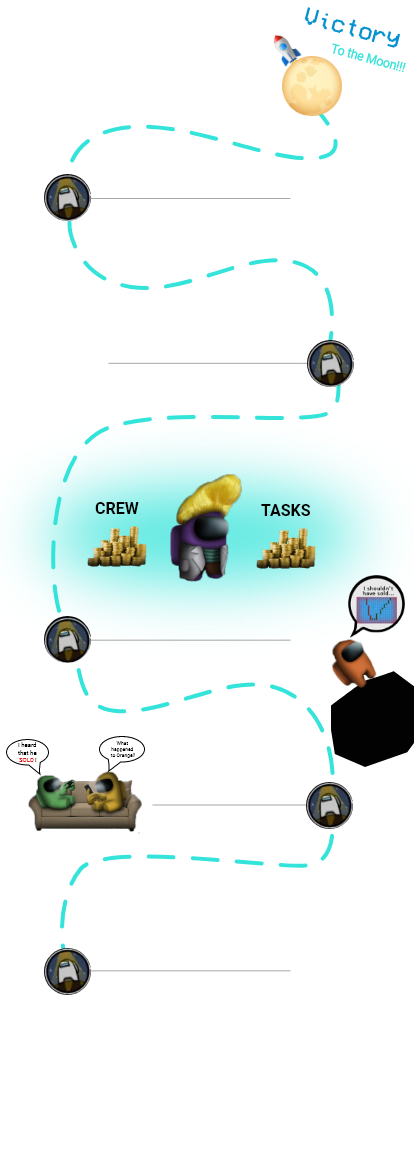 Victory
To the Moon!!!
CREW
TASKS
I shouldn't
have sold...
I heard
that he
SOLD!
What
happened
to Orange?